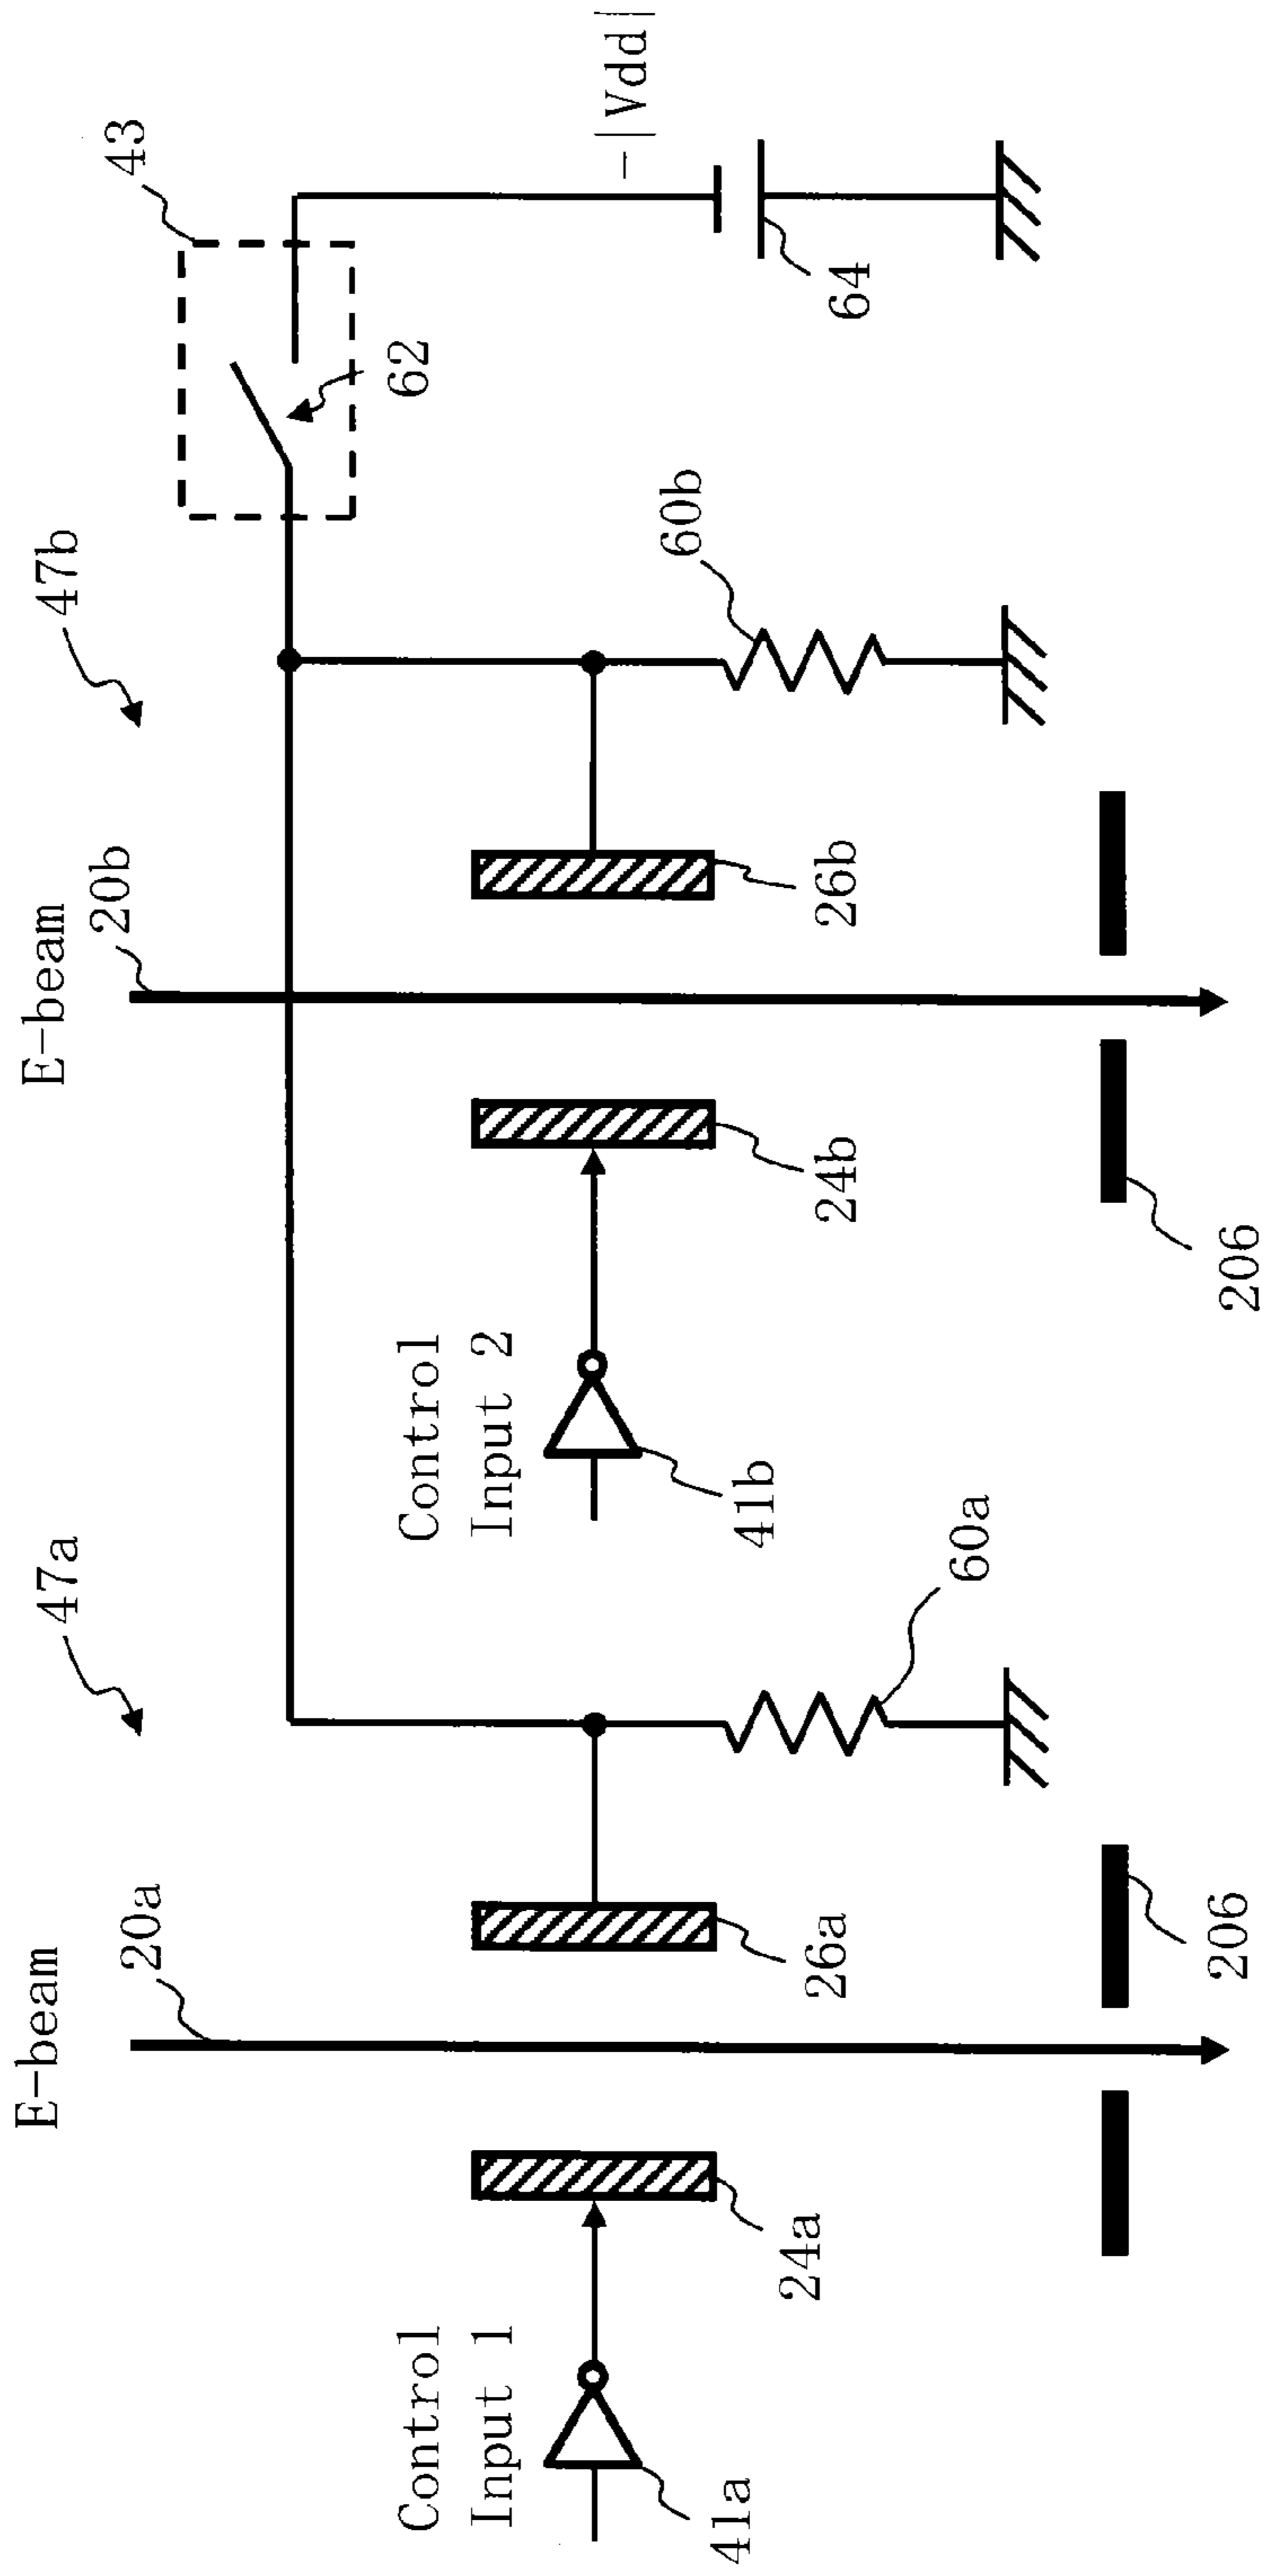 47a
47b
43
E-beam
20a
E-beam
20b
62
Control
Input 1
Control
Input 2
-|Vdd|
41a
24a
26a
60a
41b
24b
26b
60b
64
206
206